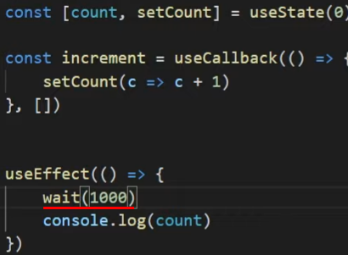 const [count, setCount] = useState(0)
const increment = useCallback(() => {
setCount(c => c + 1)
}, [])
useEffect(() => {
wait(1000)
console.log(count)
})